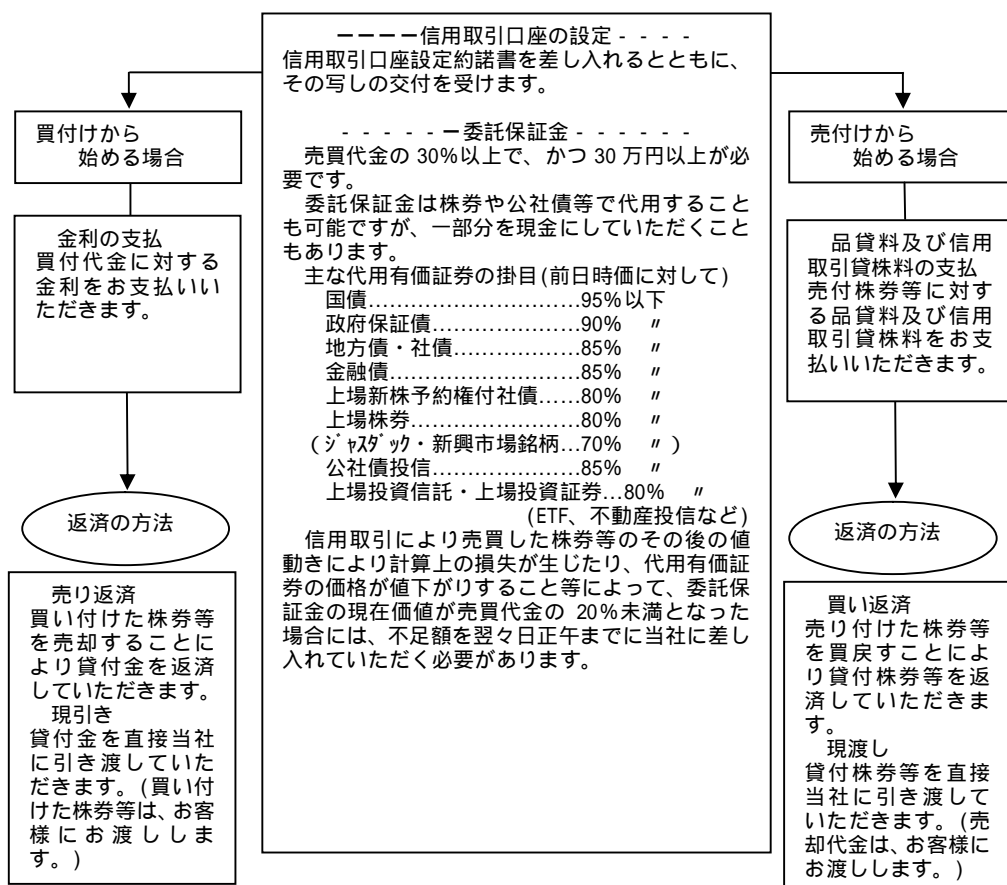 ーーーー信用取引口座の設定 - - - -
信用取引口座設定約諾書を差し入れるとともに、
その写しの交付を受けます。
- - - - - ー委託保証金 - - - - - -
売買代金の 30%以上で、かつ 30 万円以上が必
要です。
委託保証金は株券や公社債等で代用すること
も可能ですが、一部分を現金にしていただくこと
もあります。
主な代用有価証券の掛目(前日時価に対して)
国債………………………95%以下
政府保証債………………90% 〃
地方債・社債……………85% 〃
金融債……………………85% 〃
上場新株予約権付社債……80% 〃
上場株券…………………80% 〃
(ジャスダック・新興市場銘柄…70% 〃 )
公社債投信………………85% 〃
上場投資信託・上場投資証券…80% 〃
(ETF、不動産投信など)
信用取引により売買した株券等のその後の値
動きにより計算上の損失が生じたり、代用有価証
券の価格が値下がりすること等によって、委託保
証金の現在価値が売買代金の 20%未満となった
場合には、不足額を翌々日正午までに当社に差し
入れていただく必要があります。
買付けから
始める場合
金利の支払
買付代金に対する
金利をお支払いい
ただきます。
返済の方法
売り返済
買い付けた株券等
を売却することに
より貸付金を返済
していただきます。
現引き
貸付金を直接当社
に引き渡していた
だきます。(買い付
けた株券等は、お客
様にお渡ししま
す。)
売付けから
始める場合
品貸料及び信用
取引貸株料の支払
売付株券等に対す
る品貸料及び信用
取引貸株料をお支
払いいただきます。
返済の方法
買い返済
売り付けた株券等
を買戻すことによ
り貸付株券等を返
済していただきま
す。
現渡し
貸付株券等を直接
当社に引き渡して
いただきます。(売
却代金は、お客様に
お渡しします。)